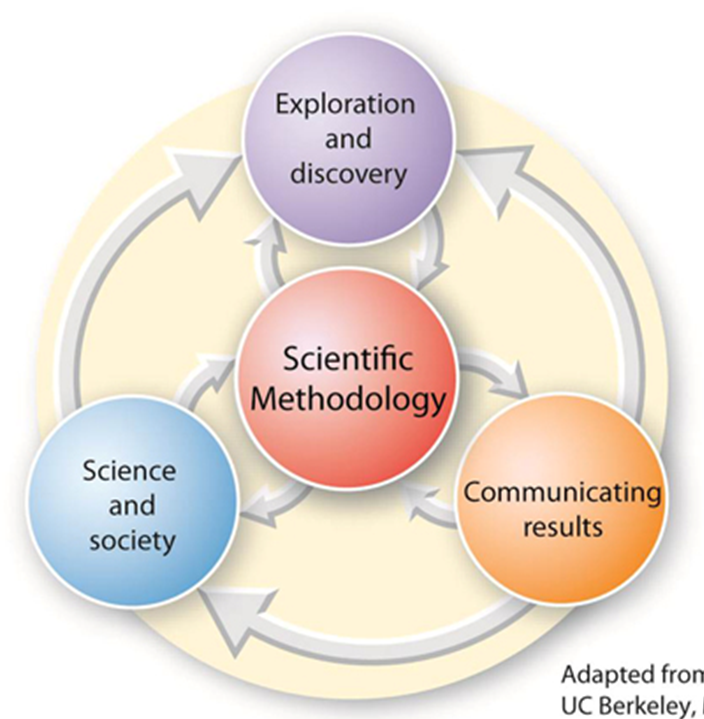 Exploration
and
discovery
Scientific
Methodology
Science
and
society
Communicating
results
Adapted from
UC Berkeley,